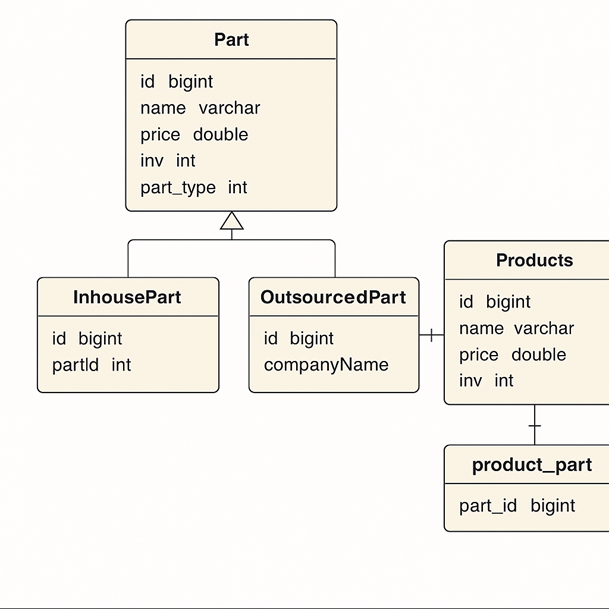 Part
id bigint
name varchar
price double
inv int
part_type int
InhousePart
id bigint
partId int
OutsourcedPart
id bigint
companyName
Products
id bigint
name varchar
price double
inv int
product_part
part_id bigint